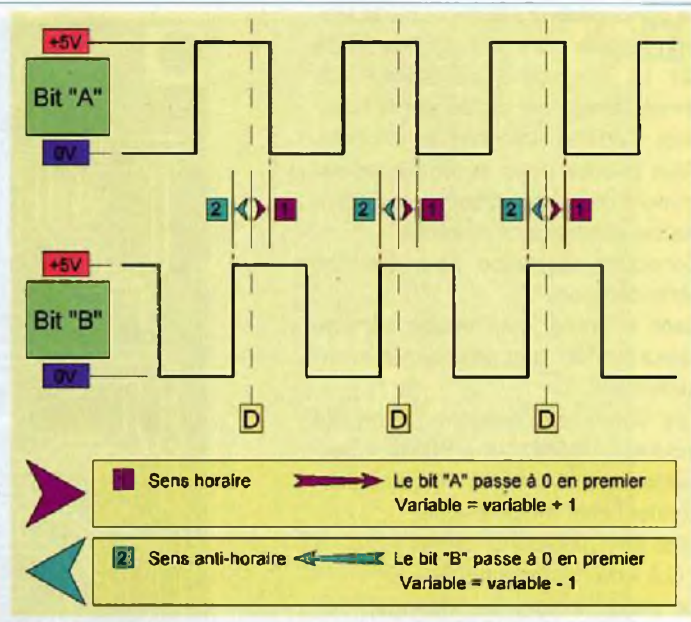 +5V
Bit "A"
0V
2 1 2 1 2 1
+5V
Bit "B"
0V
D D D
1 Sens horaire Le bit "A" passe à 0 en premier
Variable = variable + 1
2 Sens anti-horaire Le bit "B" passe à 0 en premier
Variable = variable - 1